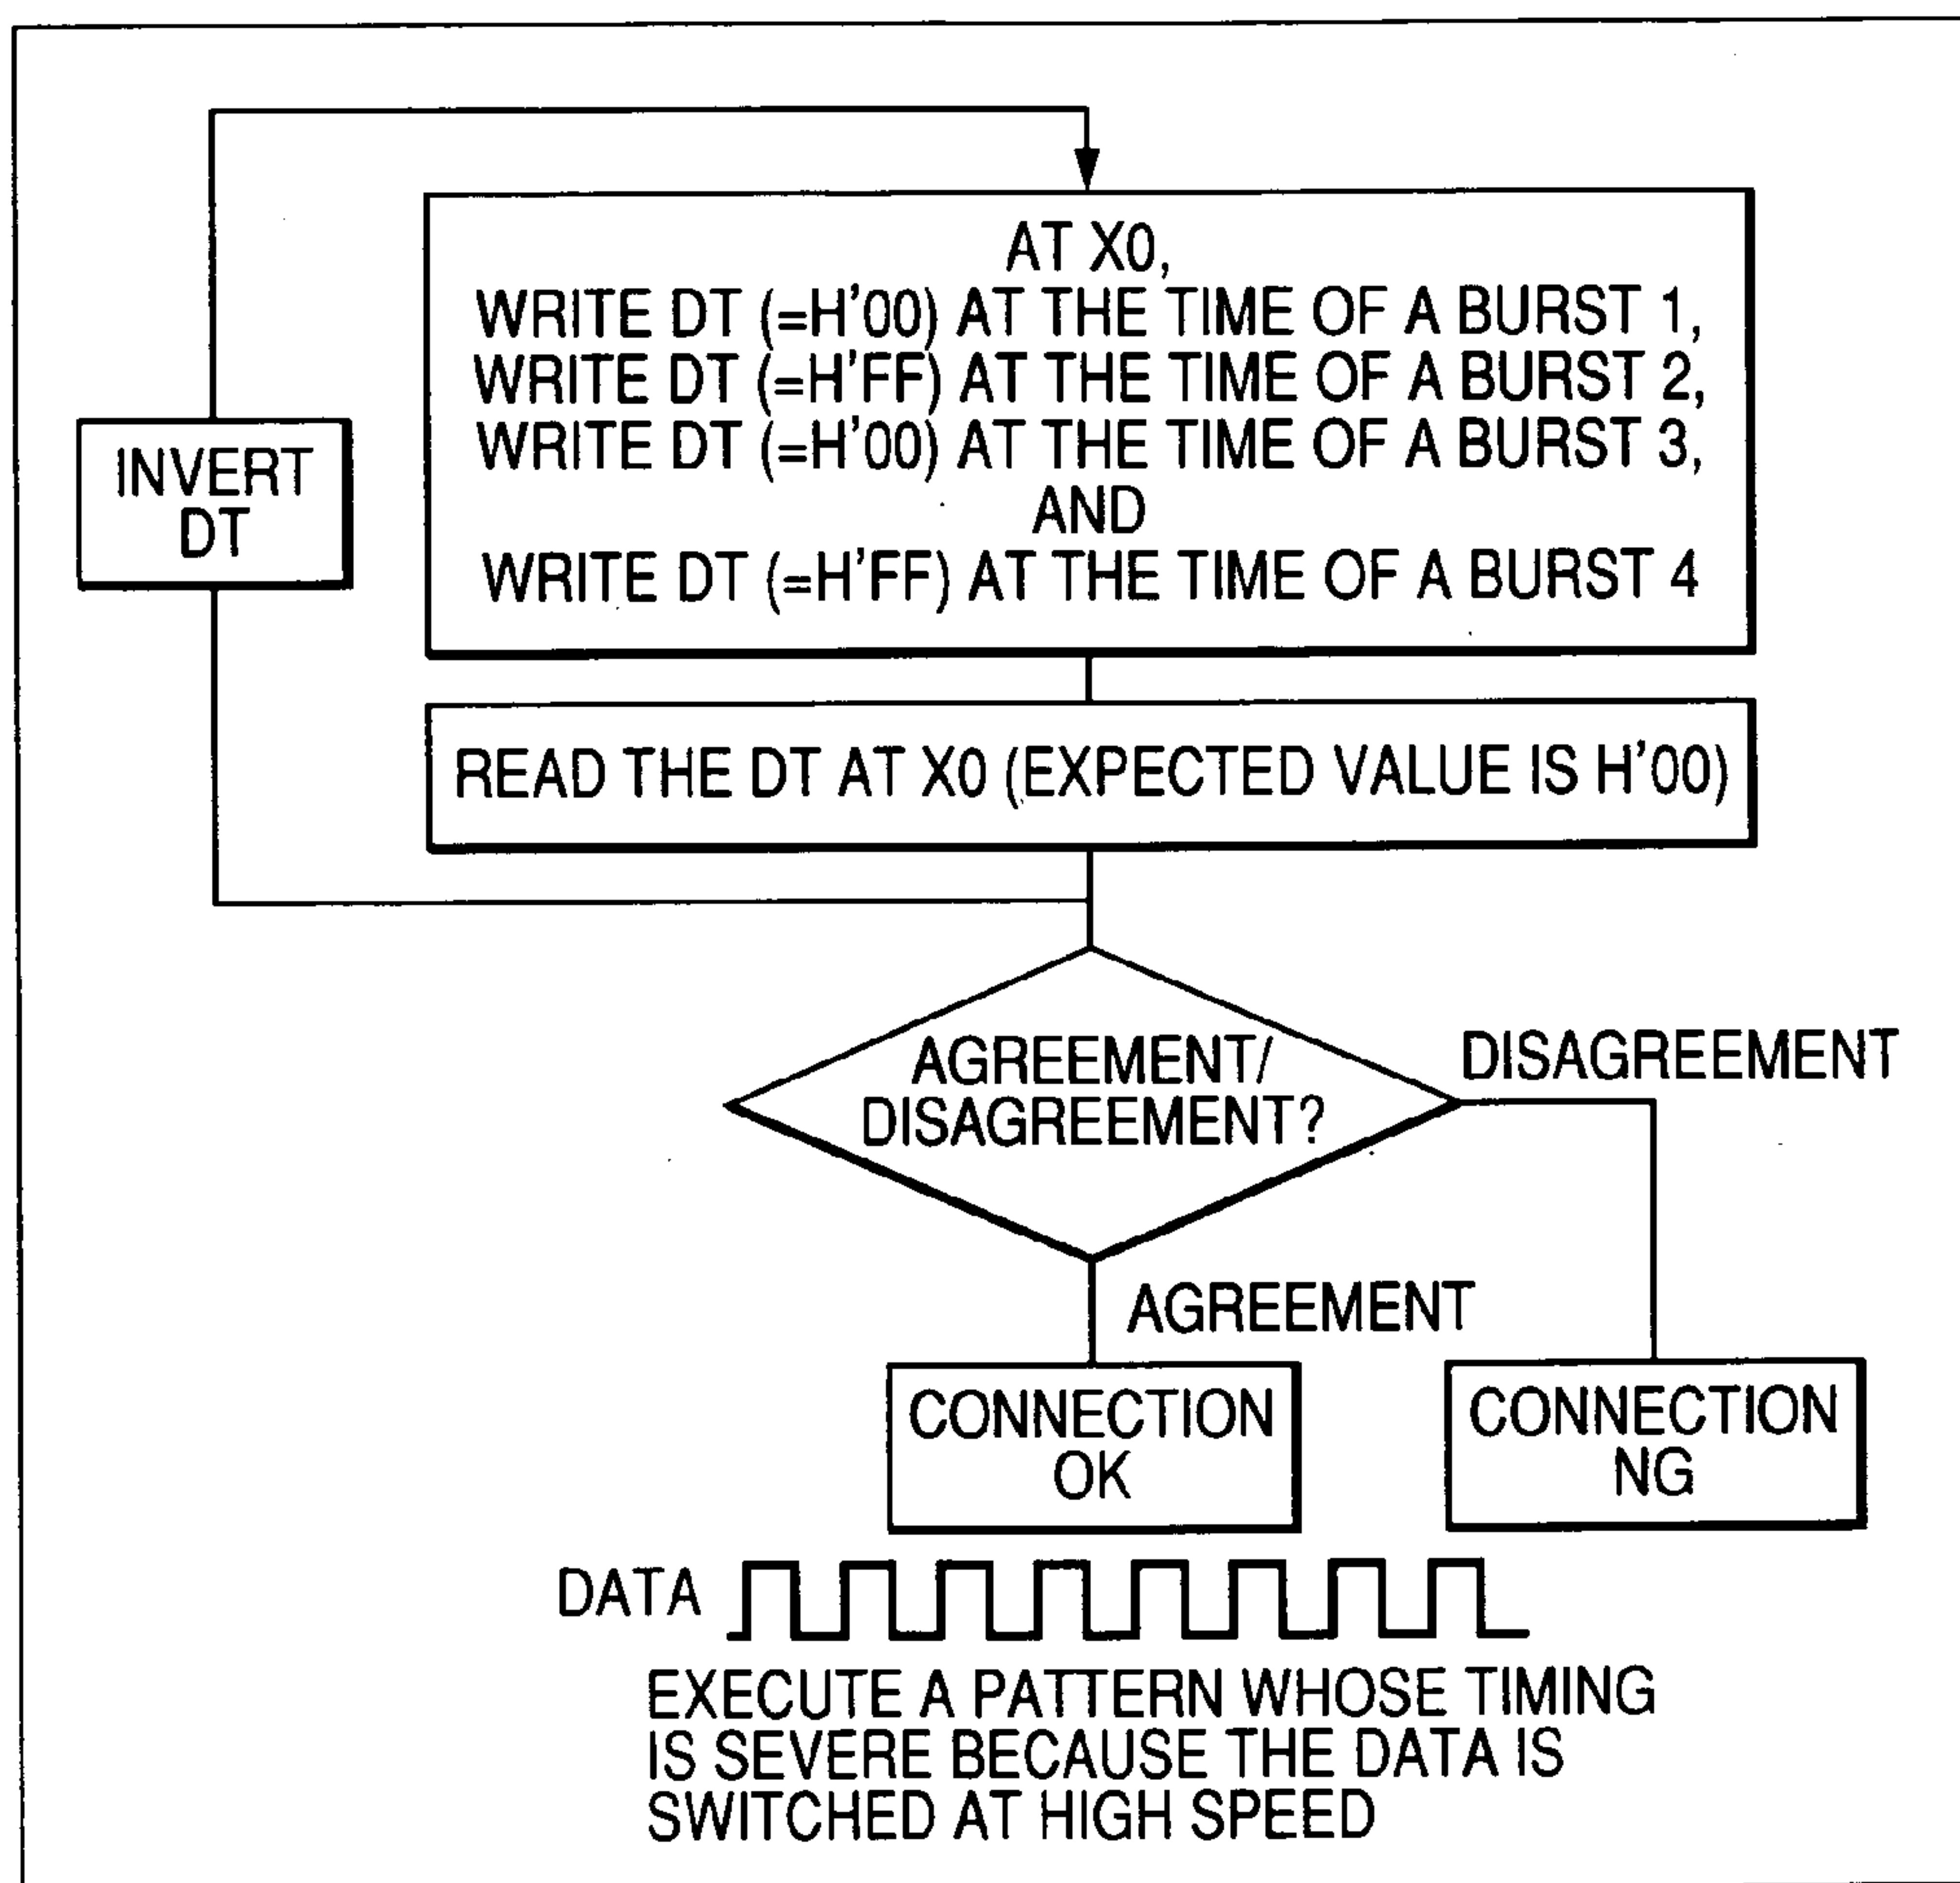 AT X0,
WRITE DT (=H'00) AT THE TIME OF A BURST 1,
WRITE DT (=H'FF) AT THE TIME OF A BURST 2,
WRITE DT (=H'00) AT THE TIME OF A BURST 3,
AND
WRITE DT (=H'FF) AT THE TIME OF A BURST 4
INVERT
DT
READ THE DT AT X0 (EXPECTED VALUE IS H'00)
AGREEMENT/
DISAGREEMENT?
DISAGREEMENT
AGREEMENT
CONNECTION
OK
CONNECTION
NG
DATA
EXECUTE A PATTERN WHOSE TIMING
IS SEVERE BECAUSE THE DATA IS
SWITCHED AT HIGH SPEED